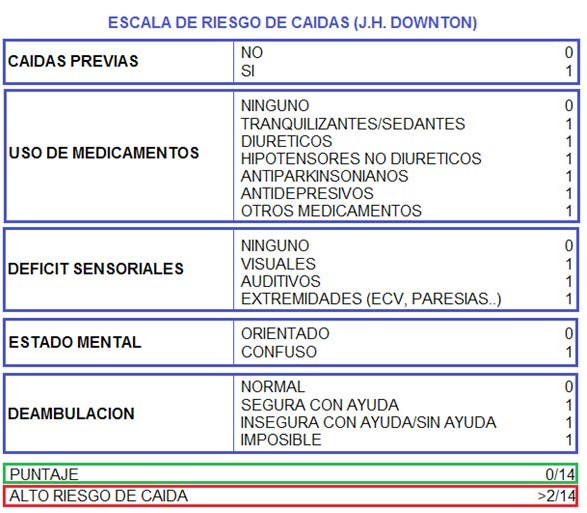 ESCALA DE RIESGO DE CAIDAS (J.H. DOWNTON)
CAIDAS PREVIAS
NO 0
SI 1
USO DE MEDICAMENTOS
NINGUNO 0
TRANQUILIZANTES/SEDANTES 1
DIURETICOS 1
HIPOTENSORES NO DIURETICOS 1
ANTIPARKINSONIANOS 1
ANTIDEPRESIVOS 1
OTROS MEDICAMENTOS 1
DEFICIT SENSORIALES
NINGUNO 0
VISUALES 1
AUDITIVOS 1
EXTREMIDADES (ECV, PARESIAS..) 1
ESTADO MENTAL
ORIENTADO 0
CONFUSO 1
DEAMBULACION
NORMAL 0
SEGURA CON AYUDA 1
INSEGURA CON AYUDA/SIN AYUDA 1
IMPOSIBLE 1
PUNTAJE 0/14
ALTO RIESGO DE CAIDA >2/14